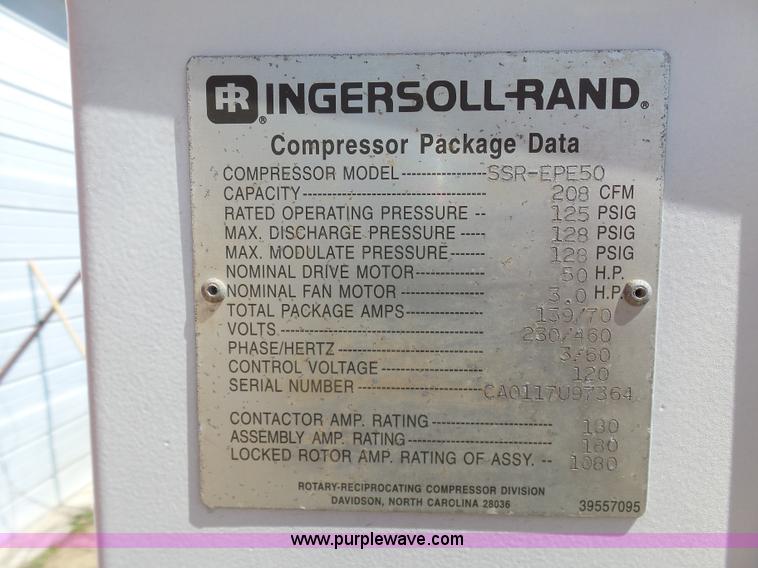 IR INGERSOLL-RAND®
Compressor Package Data
COMPRESSOR MODEL -------------- SSR-EPE50
CAPACITY -------------- 208 CFM
RATED OPERATING PRESSURE -- 125 PSIG
MAX. DISCHARGE PRESSURE ----- 128 PSIG
MAX. MODULATE PRESSURE ------ 128 PSIG
NOMINAL DRIVE MOTOR ----------- 50 H.P.
NOMINAL FAN MOTOR ------------- 3.0 H.P.
TOTAL PACKAGE AMPS ------------ 139/70
VOLTS -------------- 230/460
PHASE/HERTZ -------------- 3/60
CONTROL VOLTAGE -------------- 120
SERIAL NUMBER -------------- CA0117U97364
CONTACTOR AMP. RATING -------------- 180
ASSEMBLY AMP. RATING -------------- 180
LOCKED ROTOR AMP. RATING OF ASSY. -- 1080
ROTARY-RECIPROCATING COMPRESSOR DIVISION
DAVIDSON, NORTH CAROLINA 28036 39557095
www.purplewave.com